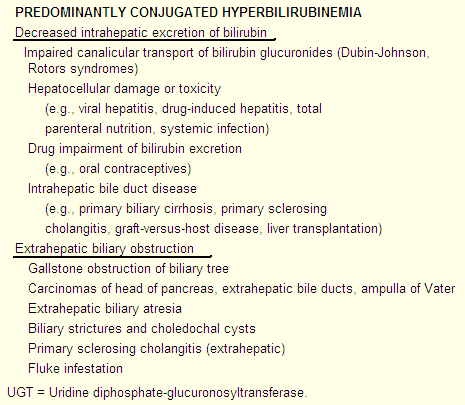 PREDOMINANTLY CONJUGATED HYPERBILIRUBINEMIA
Decreased intrahepatic excretion of bilirubin
Impaired canalicular transport of bilirubin glucuronides (Dubin-Johnson,
Rotors syndromes)
Hepatocellular damage or toxicity
(e.g., viral hepatitis, drug-induced hepatitis, total
parenteral nutrition, systemic infection)
Drug impairment of bilirubin excretion
(e.g., oral contraceptives)
Intrahepatic bile duct disease
(e.g., primary biliary cirrhosis, primary sclerosing
cholangitis, graft-versus-host disease, liver transplantation)
Extrahepatic biliary obstruction
Gallstone obstruction of biliary tree
Carcinomas of head of pancreas, extrahepatic bile ducts, ampulla of Vater
Extrahepatic biliary atresia
Biliary strictures and choledochal cysts
Primary sclerosing cholangitis (extrahepatic)
Fluke infestation
UGT = Uridine diphosphate-glucuronosyltransferase.